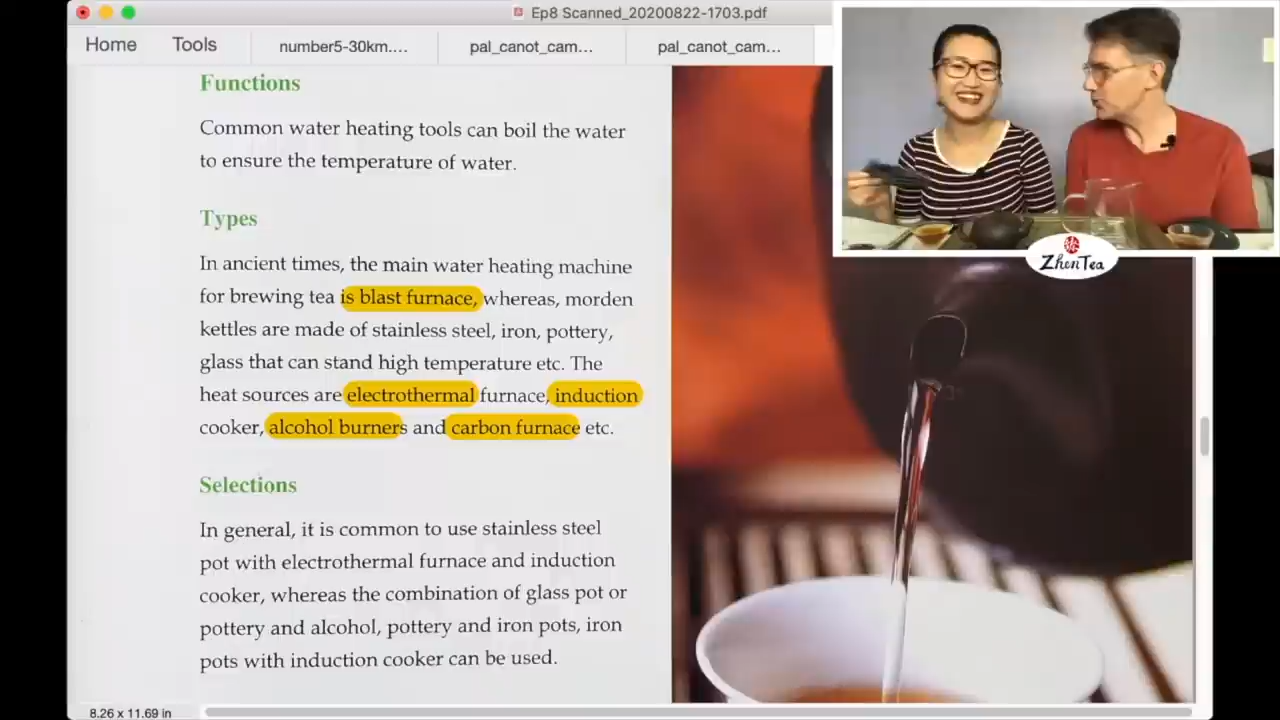 Ep8 Scanned_20200822-1703.pdf
Home
Tools
number5-30km....
pal_canot_cam...
pal_canot_cam...
Functions
Common water heating tools can boil the water
to ensure the temperature of water.
Types
In ancient times, the main water heating machine
for brewing tea is blast furnace, whereas, morden
kettles are made of stainless steel, iron, pottery,
glass that can stand high temperature etc. The
heat sources are electrothermal furnace, induction
cooker, alcohol burners and carbon furnace etc.
Selections
In general, it is common to use stainless steel
pot with electrothermal furnace and induction
cooker, whereas the combination of glass pot or
pottery and alcohol, pottery and iron pots, iron
pots with induction cooker can be used.
8.26 x 11.69 in
ZhenTea